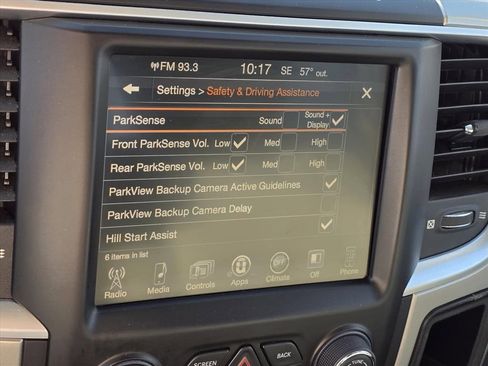 FM 93.3 10:17 SE 57° out.
Settings > Safety & Driving Assistance X
ParkSense Sound Sound + Display
Front ParkSense Vol. Low Med High
Rear ParkSense Vol. Low Med High
ParkView Backup Camera Active Guidelines
ParkView Backup Camera Delay
Hill Start Assist
6 items in list
Radio Media Controls Apps Climate Off Phone
SCREEN BACK TUNE